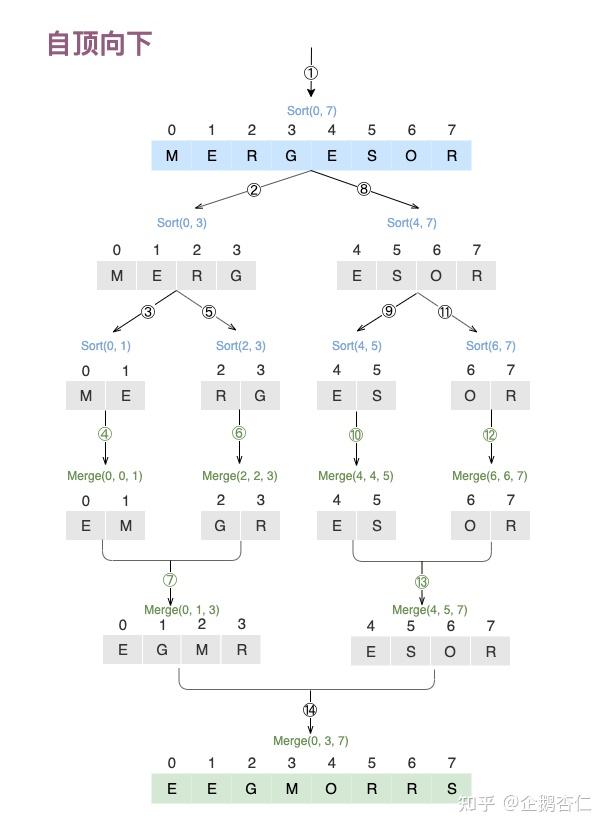 自顶向下
①
Sort(0, 7)
0 1 2 3 4 5 6 7
M E R G E S O R
② ⑧
Sort(0, 3) Sort(4, 7)
0 1 2 3 4 5 6 7
M E R G E S O R
③ ⑤ ⑨ ⑪
Sort(0, 1) Sort(2, 3) Sort(4, 5) Sort(6, 7)
0 1 2 3 4 5 6 7
M E R G E S O R
④ ⑥ ⑩ ⑫
Merge(0, 0, 1) Merge(2, 2, 3) Merge(4, 4, 5) Merge(6, 6, 7)
0 1 2 3 4 5 6 7
E M G R E S O R
⑦ ⑬
Merge(0, 1, 3) Merge(4, 5, 7)
0 1 2 3 4 5 6 7
E G M R E S O R
⑭
Merge(0, 3, 7)
0 1 2 3 4 5 6 7
E E G M O R R S
知乎 @企鹅杏仁